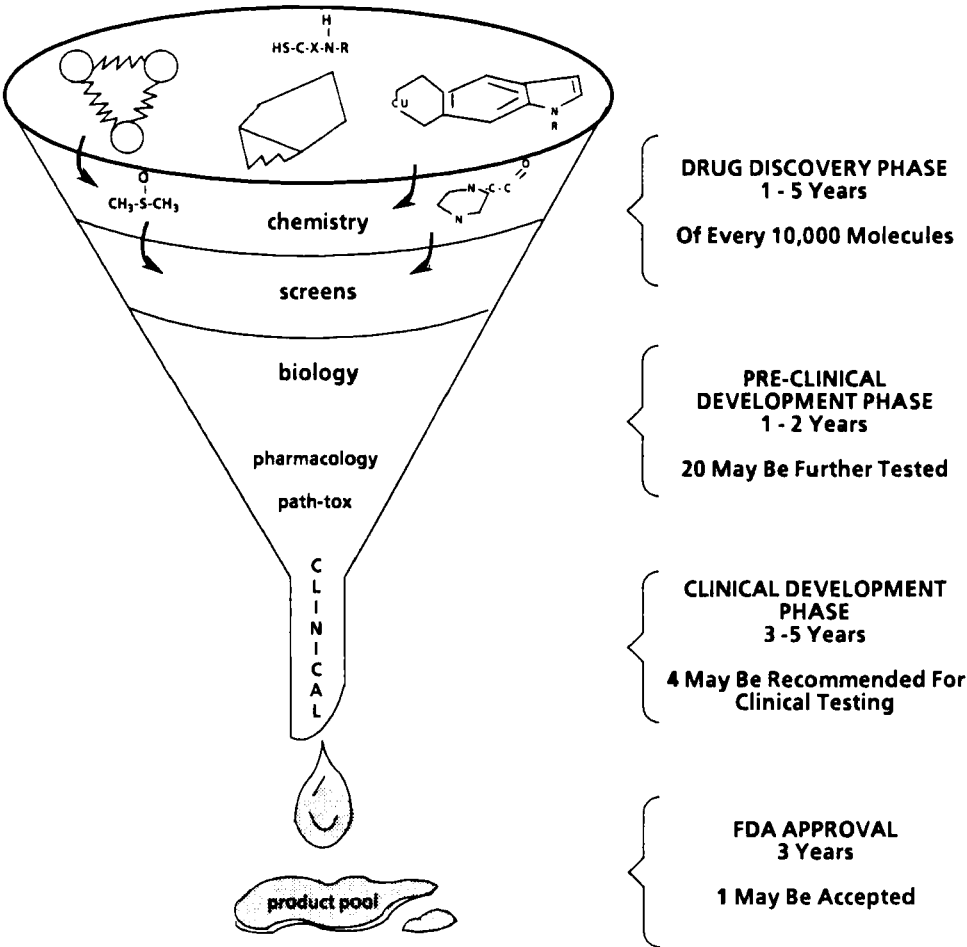 H
HS-C-X-N-R
CU
N
R
O
CH₃-S-CH₃
N-C-C
O
N
chemistry
screens
biology
pharmacology
path-tox
CLINICAL
product pool
DRUG DISCOVERY PHASE
1 - 5 Years
Of Every 10,000 Molecules
PRE-CLINICAL
DEVELOPMENT PHASE
1 - 2 Years
20 May Be Further Tested
CLINICAL DEVELOPMENT
PHASE
3 -5 Years
4 May Be Recommended For
Clinical Testing
FDA APPROVAL
3 Years
1 May Be Accepted